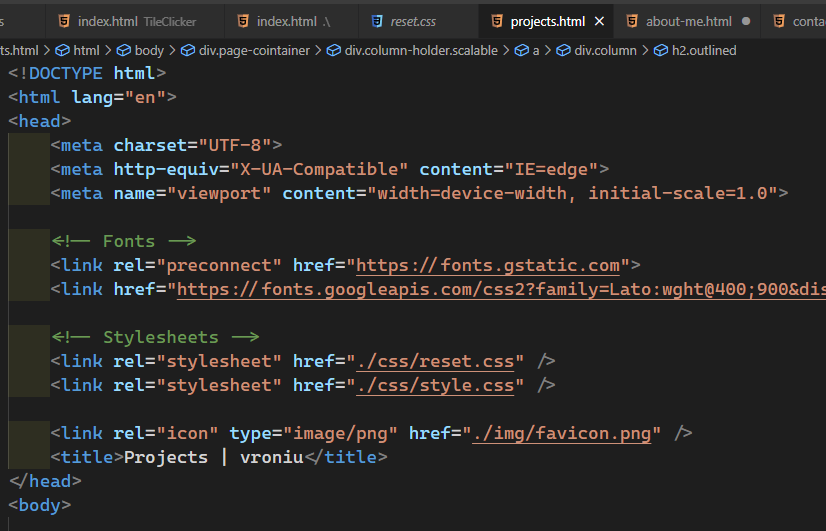 s index.html TileClicker index.html .\ reset.css projects.html × about-me.html ● conta
ts.html > html > body > div.page-cointainer > div.column-holder.scalable > a > div.column > h2.outlined
<!DOCTYPE html>
<html lang="en">
<head>
<meta charset="UTF-8">
<meta http-equiv="X-UA-Compatible" content="IE=edge">
<meta name="viewport" content="width=device-width, initial-scale=1.0">
<!-- Fonts -->
<link rel="preconnect" href="https://fonts.gstatic.com">
<link href="https://fonts.googleapis.com/css2?family=Lato:wght@400;900&dis
<!-- Stylesheets -->
<link rel="stylesheet" href="./css/reset.css" />
<link rel="stylesheet" href="./css/style.css" />
<link rel="icon" type="image/png" href="./img/favicon.png" />
<title>Projects | vroniu</title>
</head>
<body>